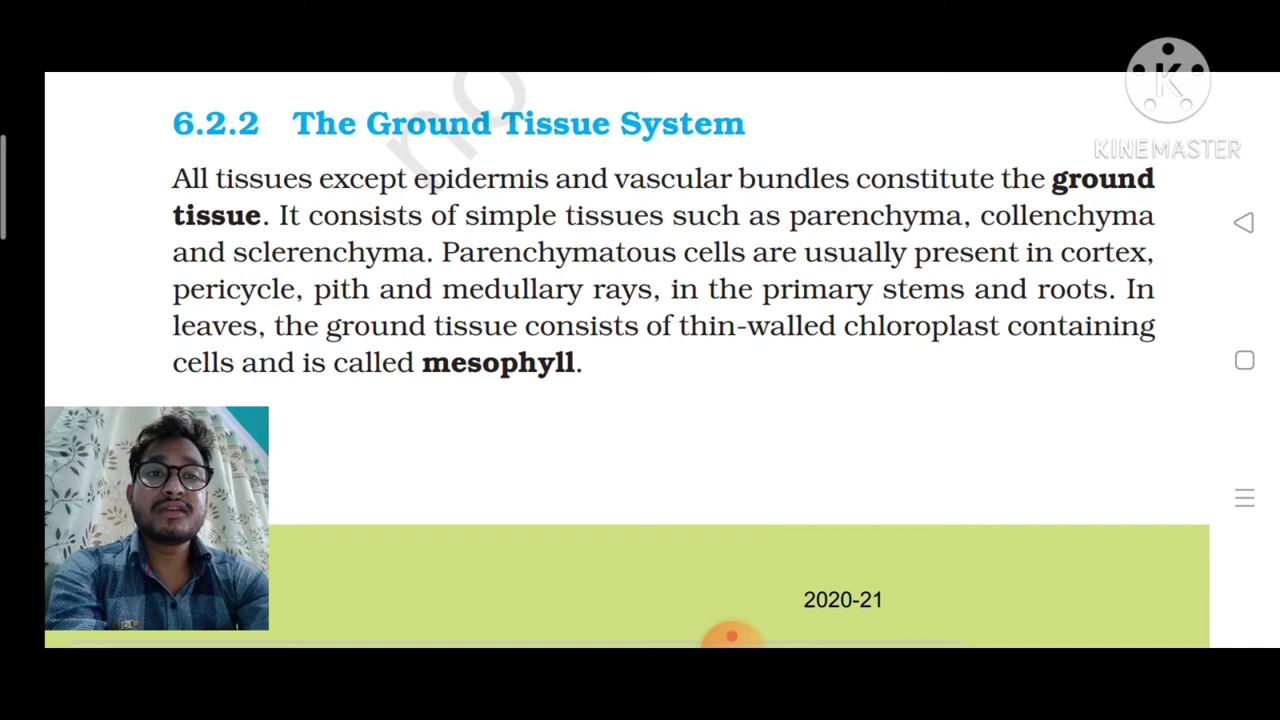 no
KINEMASTER
6.2.2 The Ground Tissue System
All tissues except epidermis and vascular bundles constitute the ground
tissue. It consists of simple tissues such as parenchyma, collenchyma
and sclerenchyma. Parenchymatous cells are usually present in cortex,
pericycle, pith and medullary rays, in the primary stems and roots. In
leaves, the ground tissue consists of thin-walled chloroplast containing
cells and is called mesophyll.
2020-21